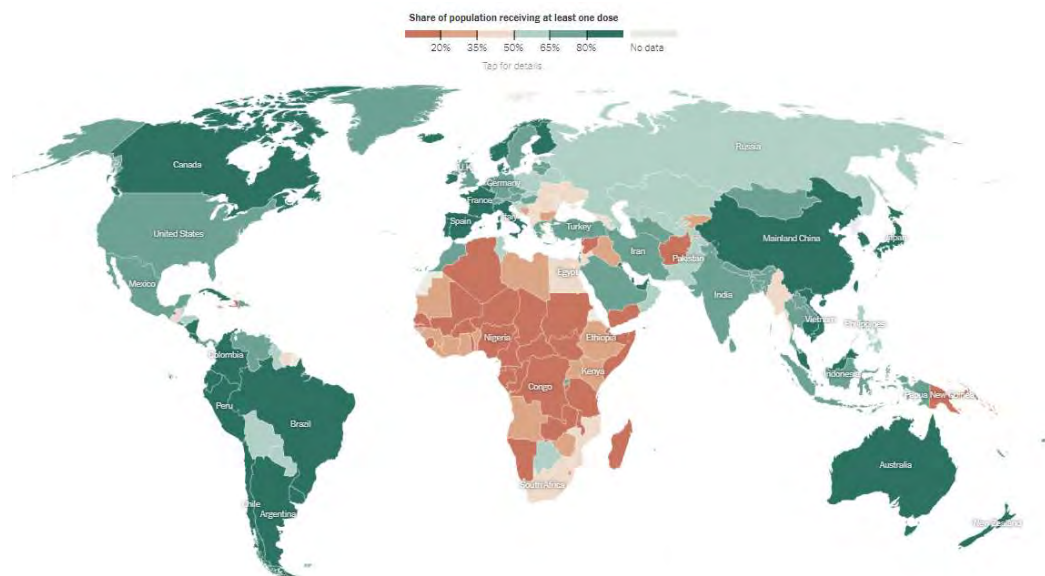 Share of population receiving at least one dose
20% 35% 50% 65% 80% No data
Tap for details
Canada
Russia
Germany
France
Spain
Italy
Turkey
United States
Mainland China
Japan
Iran
Pakistan
Mexico
Egypt
India
Vietnam
Philippines
Nigeria
Ethiopia
Colombia
Kenya
Indonesia
Congo
Papua New Guinea
Peru
Brazil
Australia
South Africa
Chile
Argentina
New Zealand